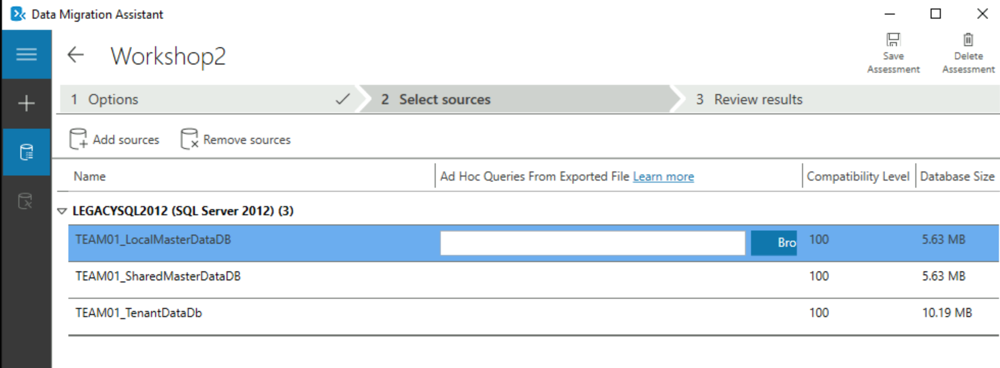 Data Migration Assistant
Workshop2
Save
Assessment
Delete
Assessment
1 Options
2 Select sources
3 Review results
Add sources
Remove sources
Name
Ad Hoc Queries From Exported File Learn more
Compatibility Level
Database Size
LEGACYSQL2012 (SQL Server 2012) (3)
TEAM01_LocalMasterDataDB
Bro
100
5.63 MB
TEAM01_SharedMasterDataDB
100
5.63 MB
TEAM01_TenantDataDb
100
10.19 MB